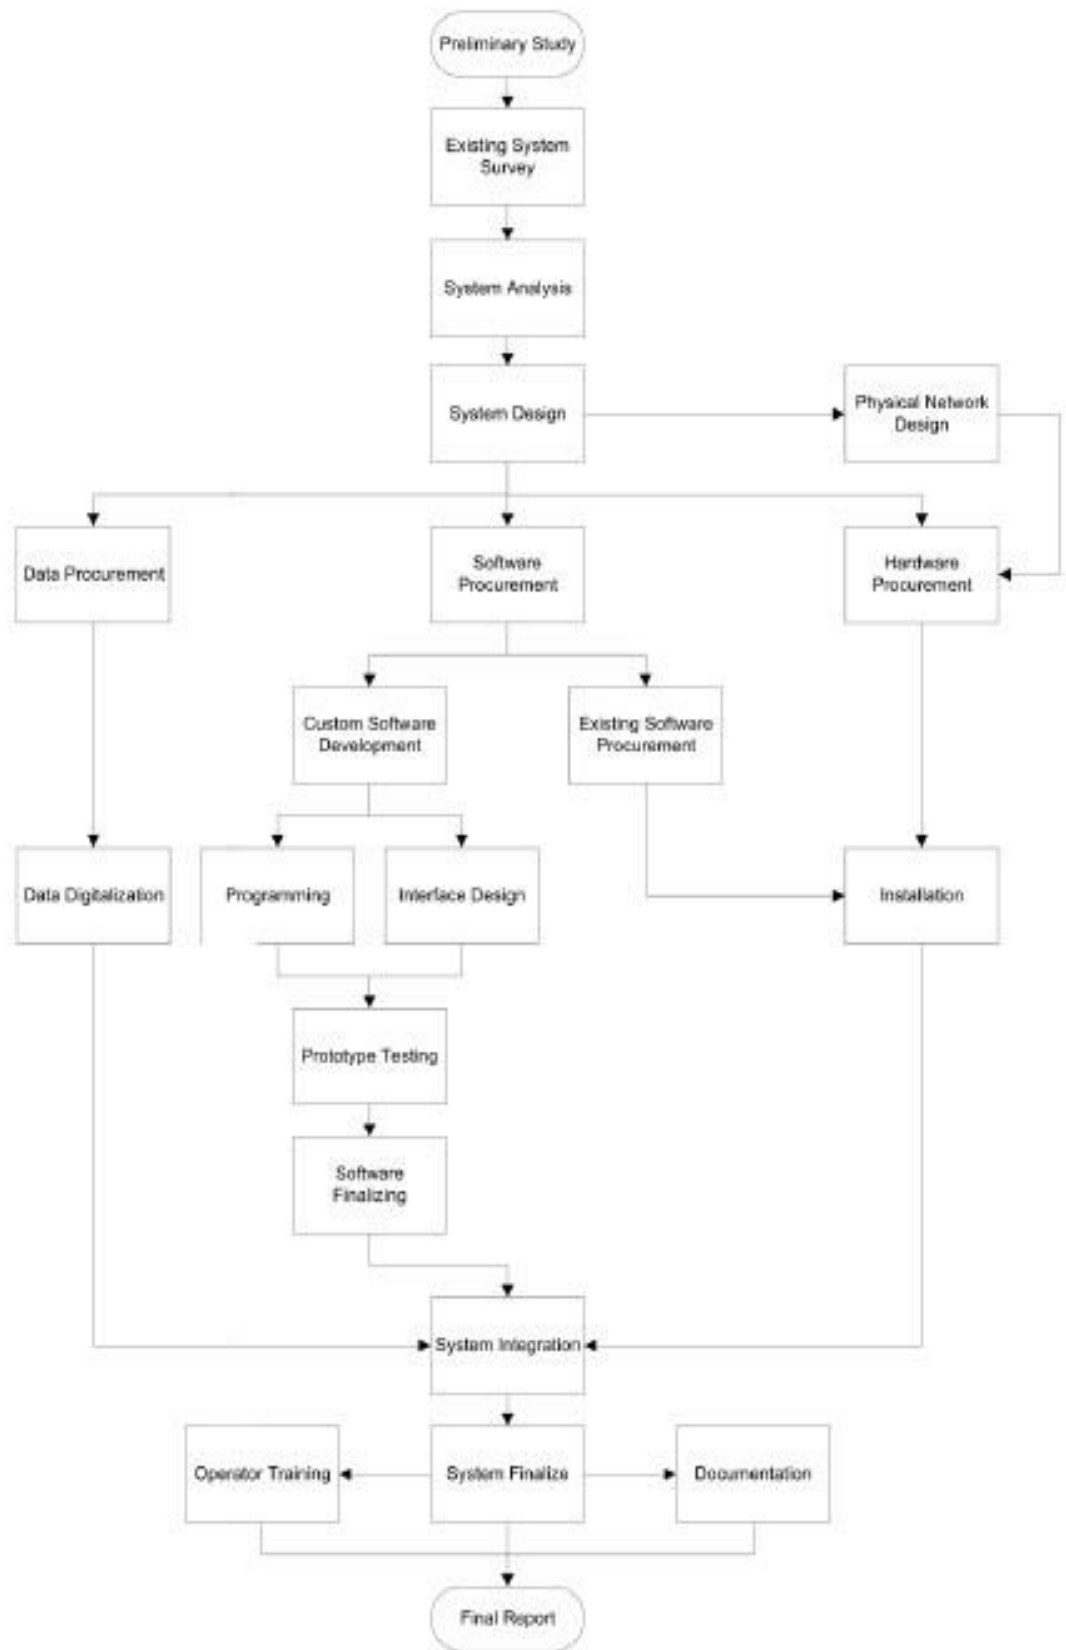 Preliminary Study
Existing System
Survey
System Analysis
System Design
Physical Network
Design
Data Procurement
Software
Procurement
Hardware
Procurement
Custom Software
Development
Existing Software
Procurement
Data Digitalization
Programming
Interface Design
Installation
Prototype Testing
Software
Finalizing
System Integration
Operator Training
System Finalize
Documentation
Final Report